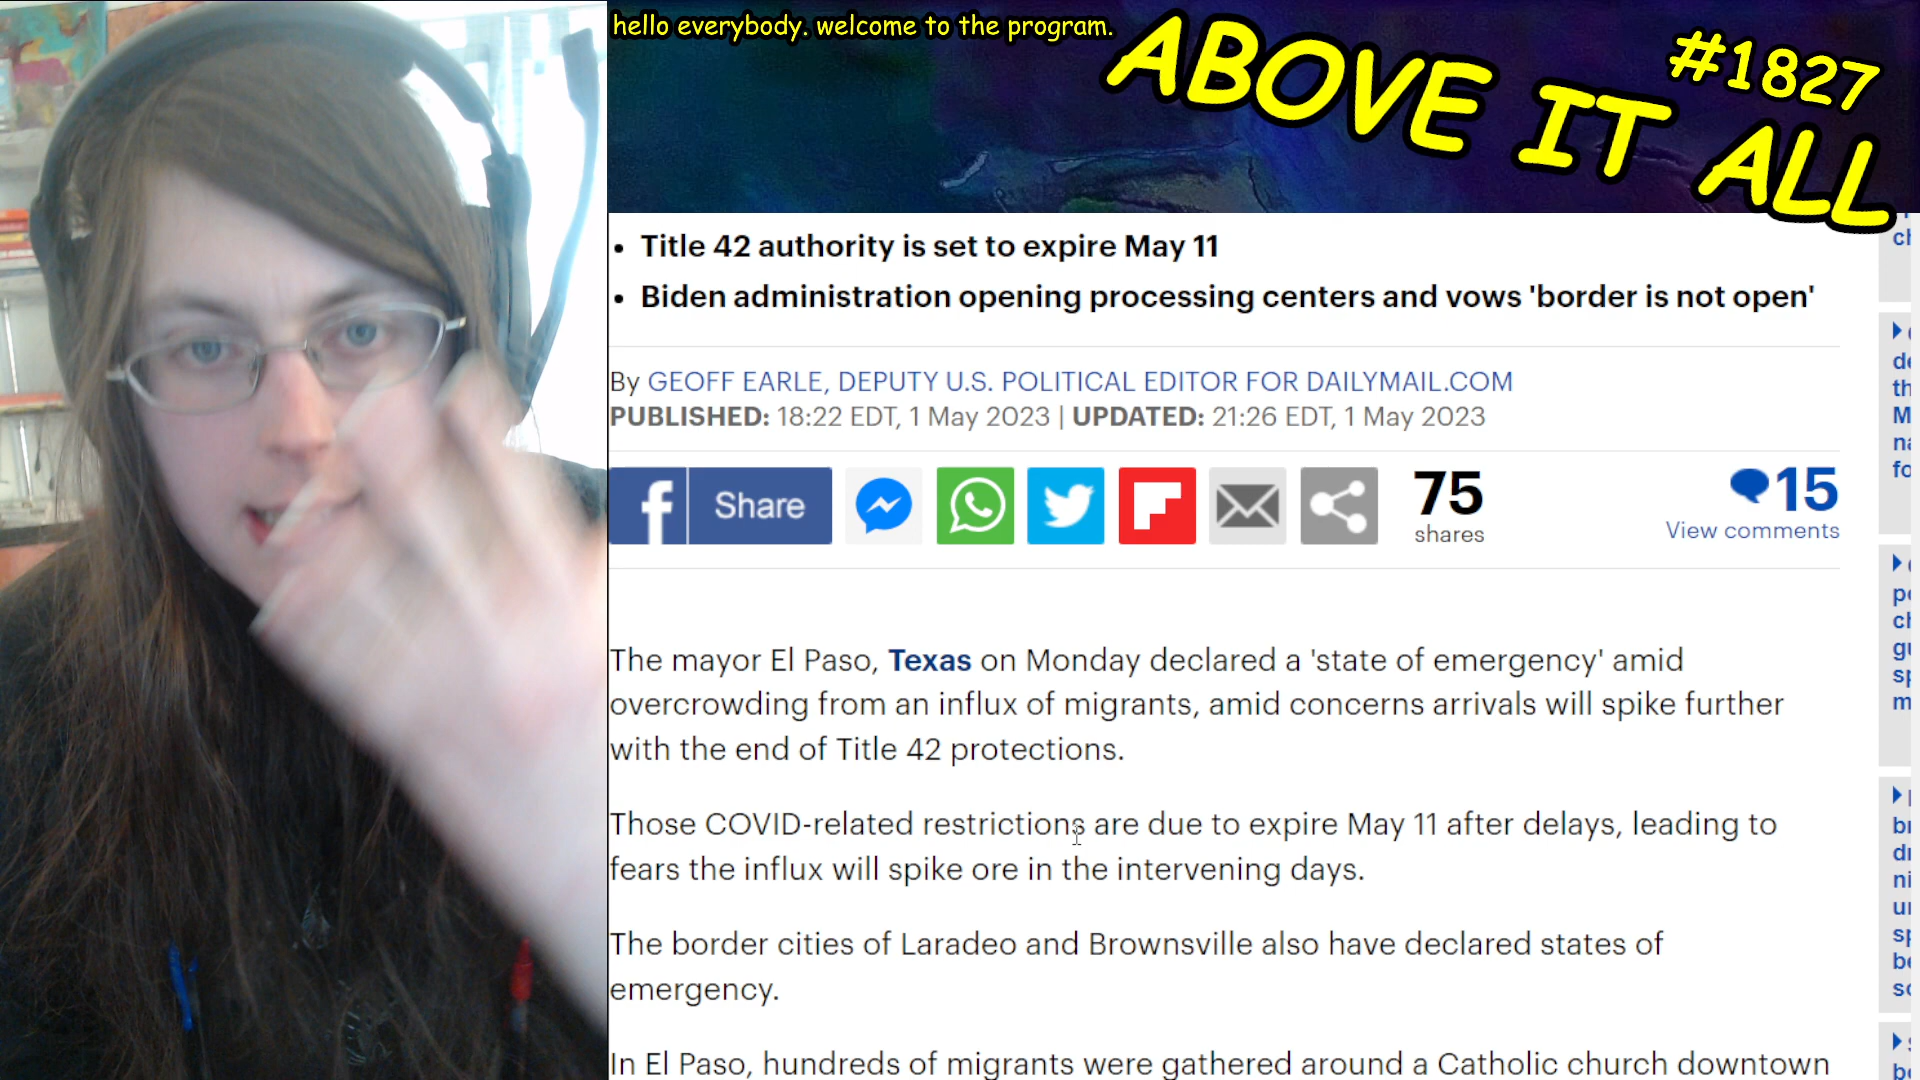 hello everybody. welcome to the program.
ABOVE IT ALL
#1827
• Title 42 authority is set to expire May 11
• Biden administration opening processing centers and vows 'border is not open'
By GEOFF EARLE, DEPUTY U.S. POLITICAL EDITOR FOR DAILYMAIL.COM
PUBLISHED: 18:22 EDT, 1 May 2023 | UPDATED: 21:26 EDT, 1 May 2023
f Share
75
shares
15
View comments
The mayor El Paso, Texas on Monday declared a 'state of emergency' amid
overcrowding from an influx of migrants, amid concerns arrivals will spike further
with the end of Title 42 protections.
Those COVID-related restrictions are due to expire May 11 after delays, leading to
fears the influx will spike ore in the intervening days.
The border cities of Laradeo and Brownsville also have declared states of
emergency.
In El Paso, hundreds of migrants were gathered around a Catholic church downtown